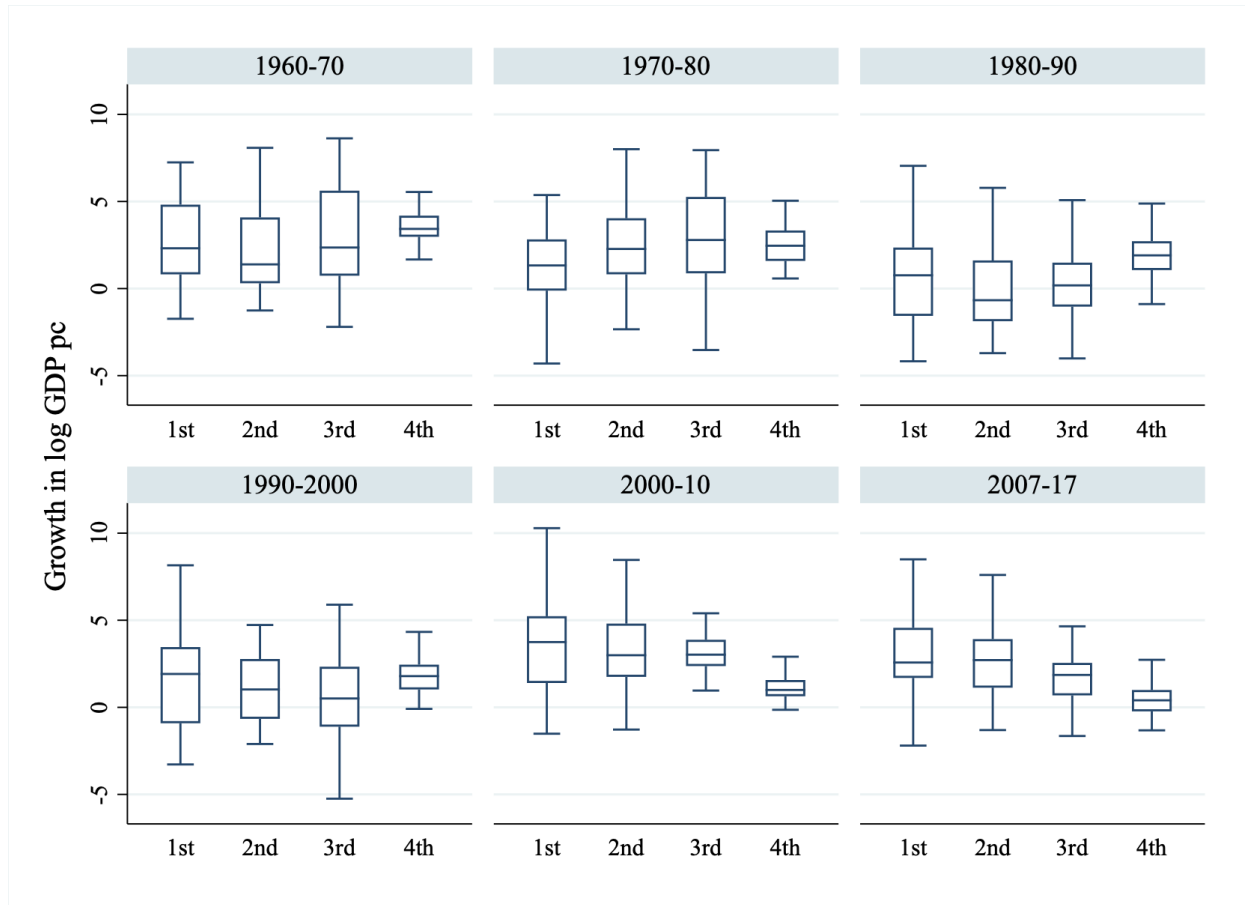 Growth in log GDP pc
1960-70
1970-80
1980-90
10
5
0
-5
1st 2nd 3rd 4th
1st 2nd 3rd 4th
1st 2nd 3rd 4th
1990-2000
2000-10
2007-17
10
5
0
-5
1st 2nd 3rd 4th
1st 2nd 3rd 4th
1st 2nd 3rd 4th